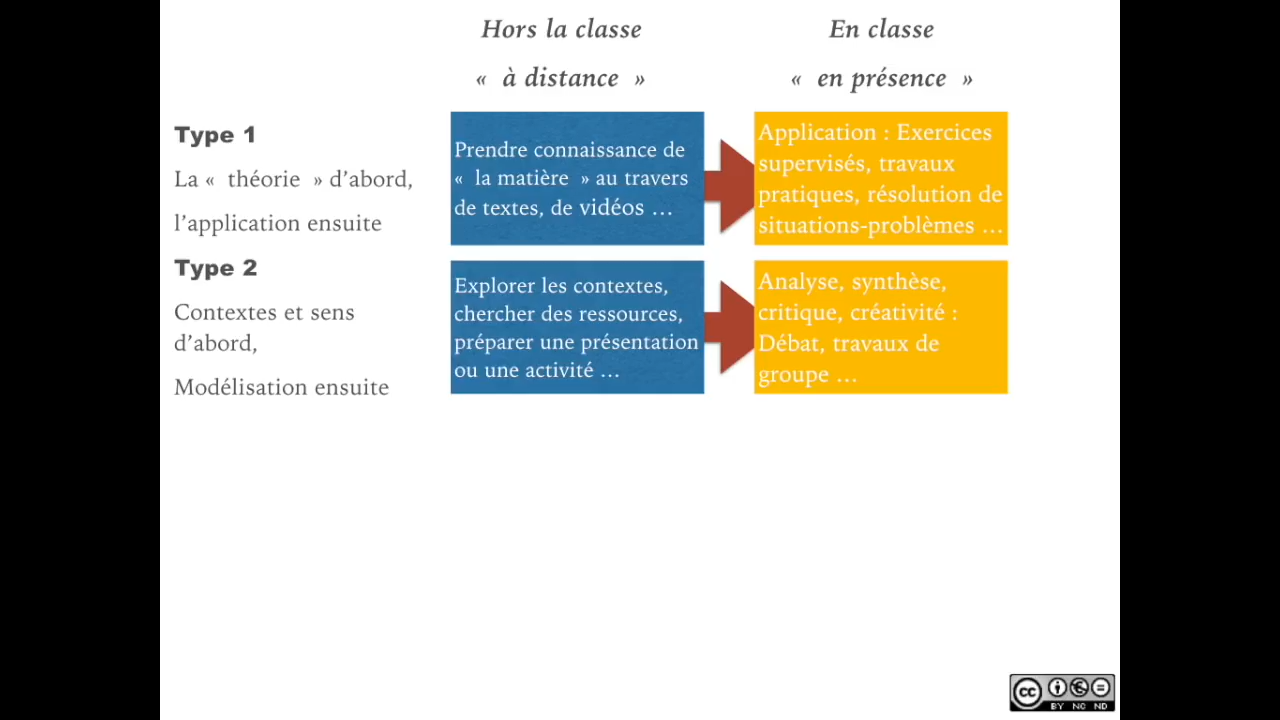 Hors la classe
« à distance »
En classe
« en présence »
Type 1
La « théorie » d’abord,
l’application ensuite
Prendre connaissance de
« la matière » au travers
de textes, de vidéos …
Application : Exercices
supervisés, travaux
pratiques, résolution de
situations-problèmes …
Type 2
Contextes et sens
d’abord,
Modélisation ensuite
Explorer les contextes,
chercher des ressources,
préparer une présentation
ou une activité …
Analyse, synthèse,
critique, créativité :
Débat, travaux de
groupe …
cc
BY NC ND